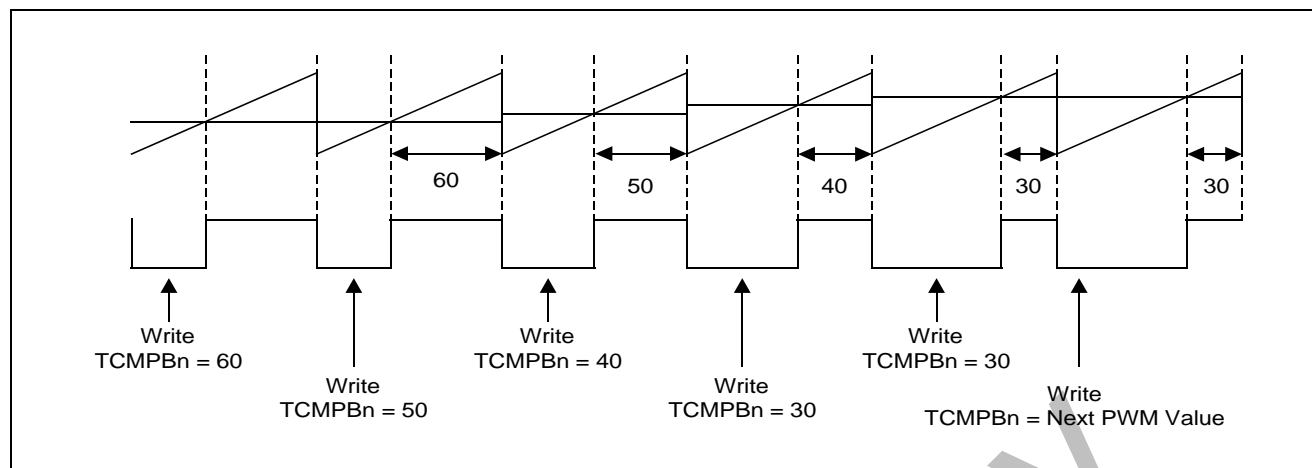 60
50
40
30
30
Write
TCMPBn = 60
Write
TCMPBn = 50
Write
TCMPBn = 40
Write
TCMPBn = 30
Write
TCMPBn = 30
Write
TCMPBn = Next PWM Value